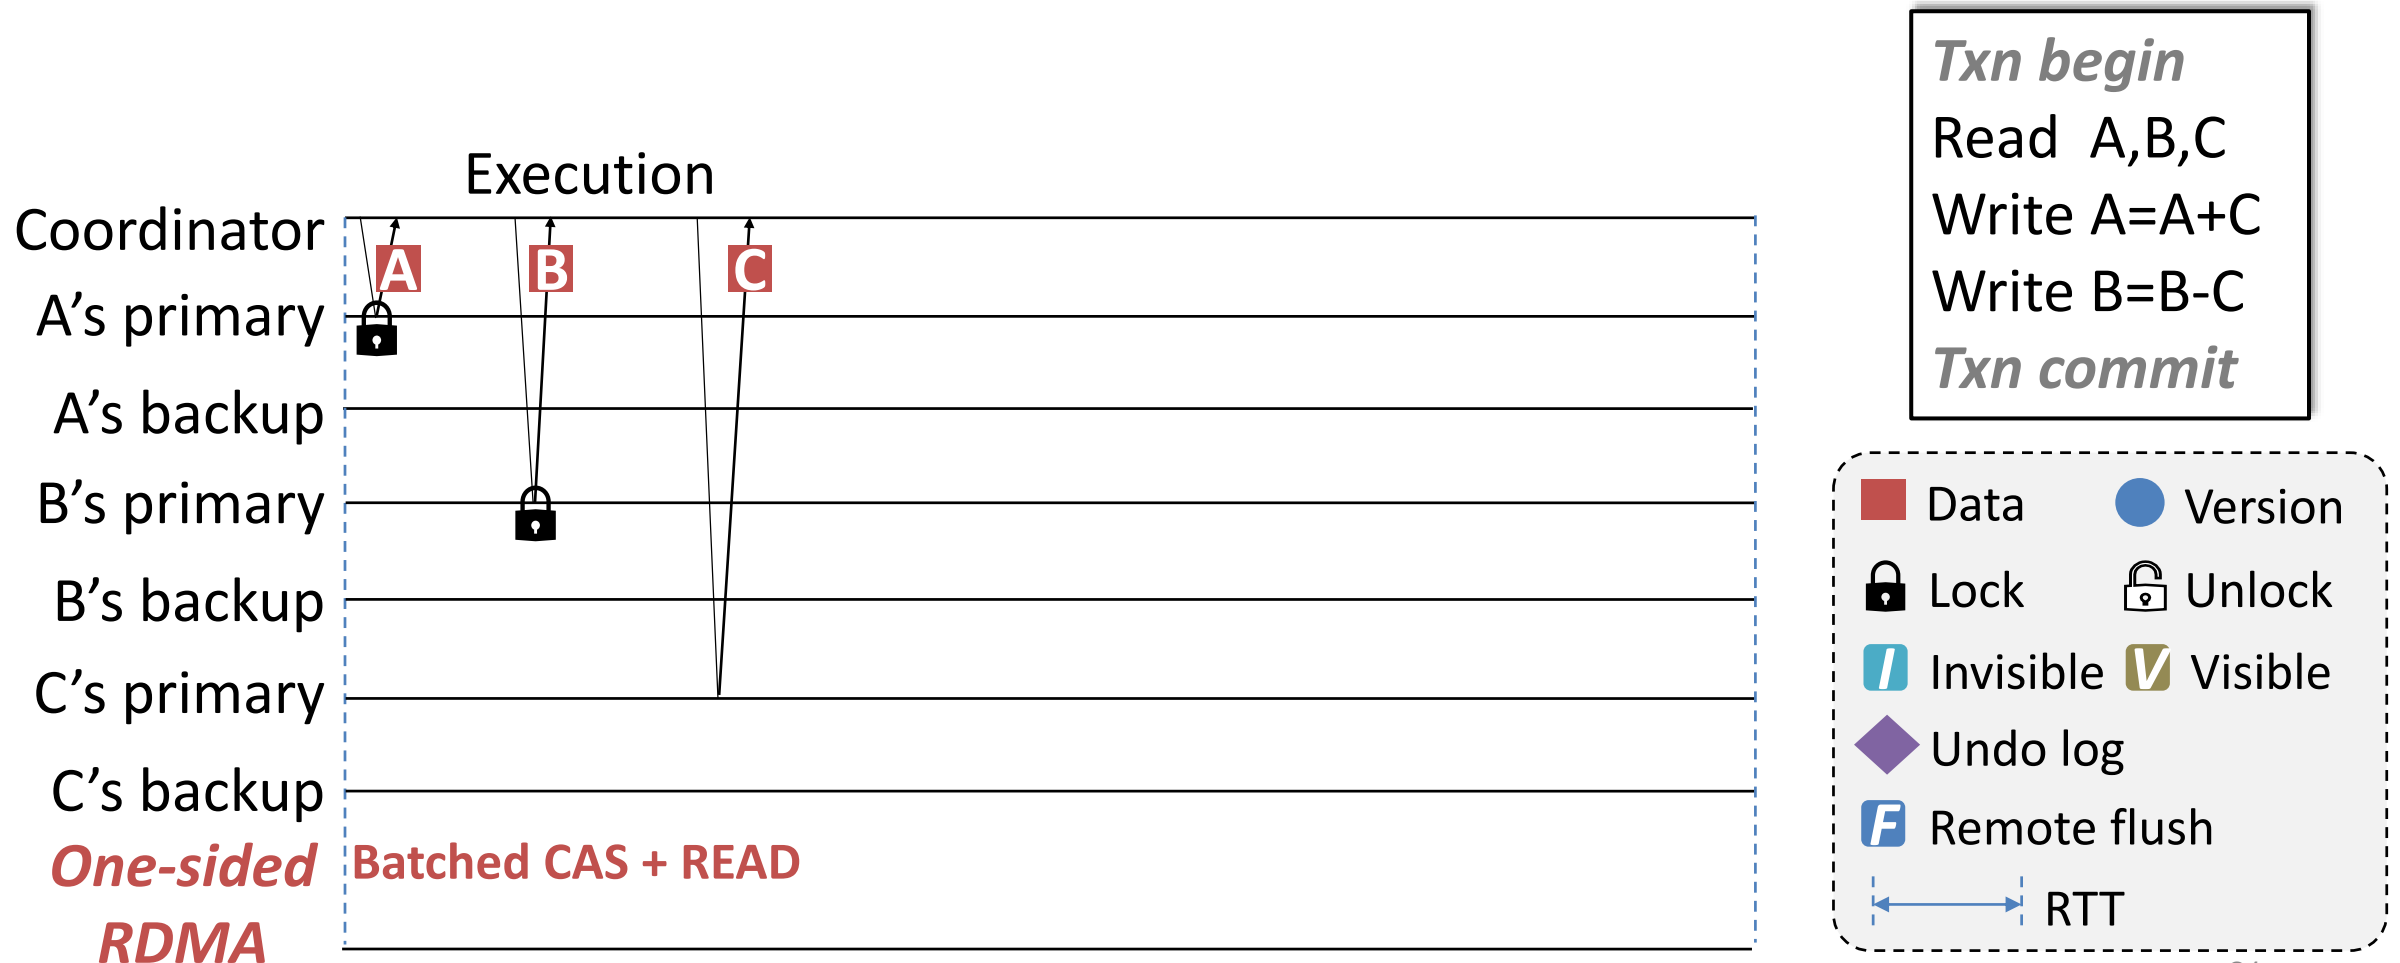 Txn begin
Read A,B,C
Write A=A+C
Write B=B-C
Txn commit
Execution
Coordinator
A
B
C
A’s primary
A’s backup
B’s primary
B’s backup
C’s primary
C’s backup
One-sided
RDMA
Batched CAS + READ
Data
Version
Lock
Unlock
I Invisible
V Visible
Undo log
F Remote flush
RTT